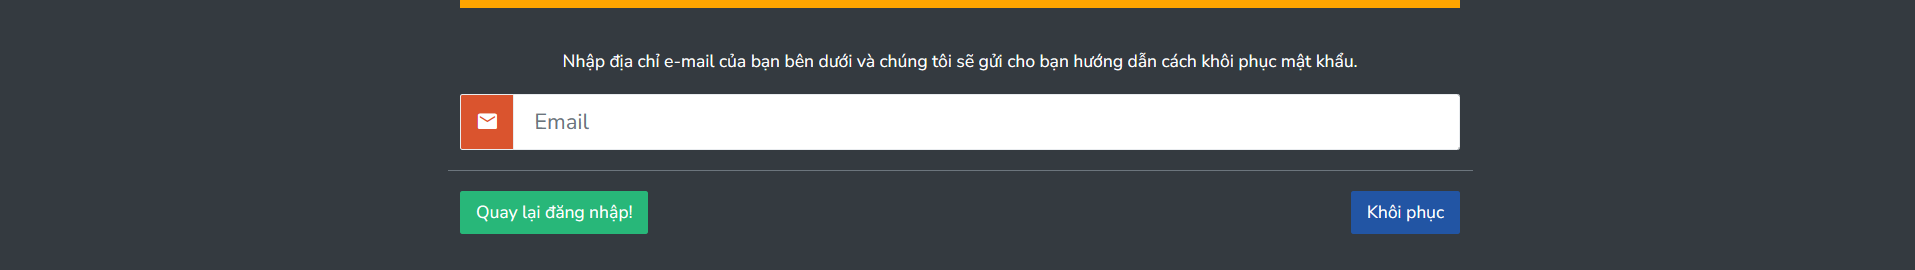 Nhập địa chỉ e-mail của bạn bên dưới và chúng tôi sẽ gửi cho bạn hướng dẫn cách khôi phục mật khẩu.
Email
Quay lại đăng nhập!
Khôi phục